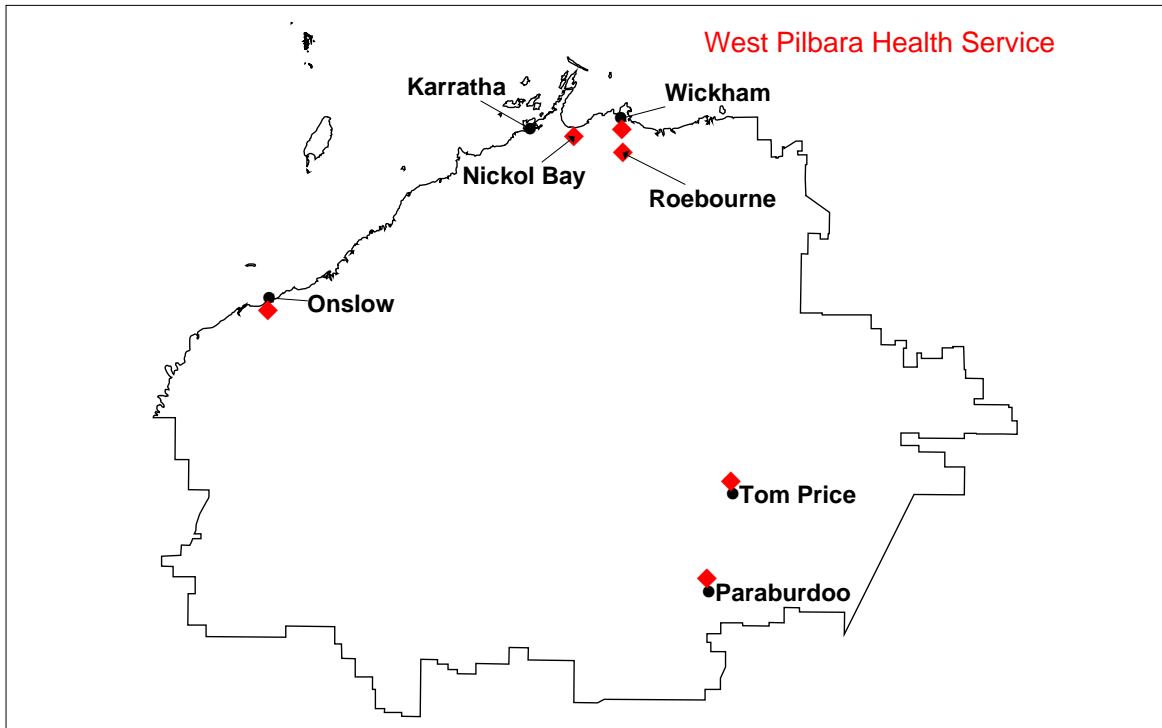 West Pilbara Health Service
Karratha
Wickham
Nickol Bay
Roebourne
Onslow
Tom Price
Paraburdoo